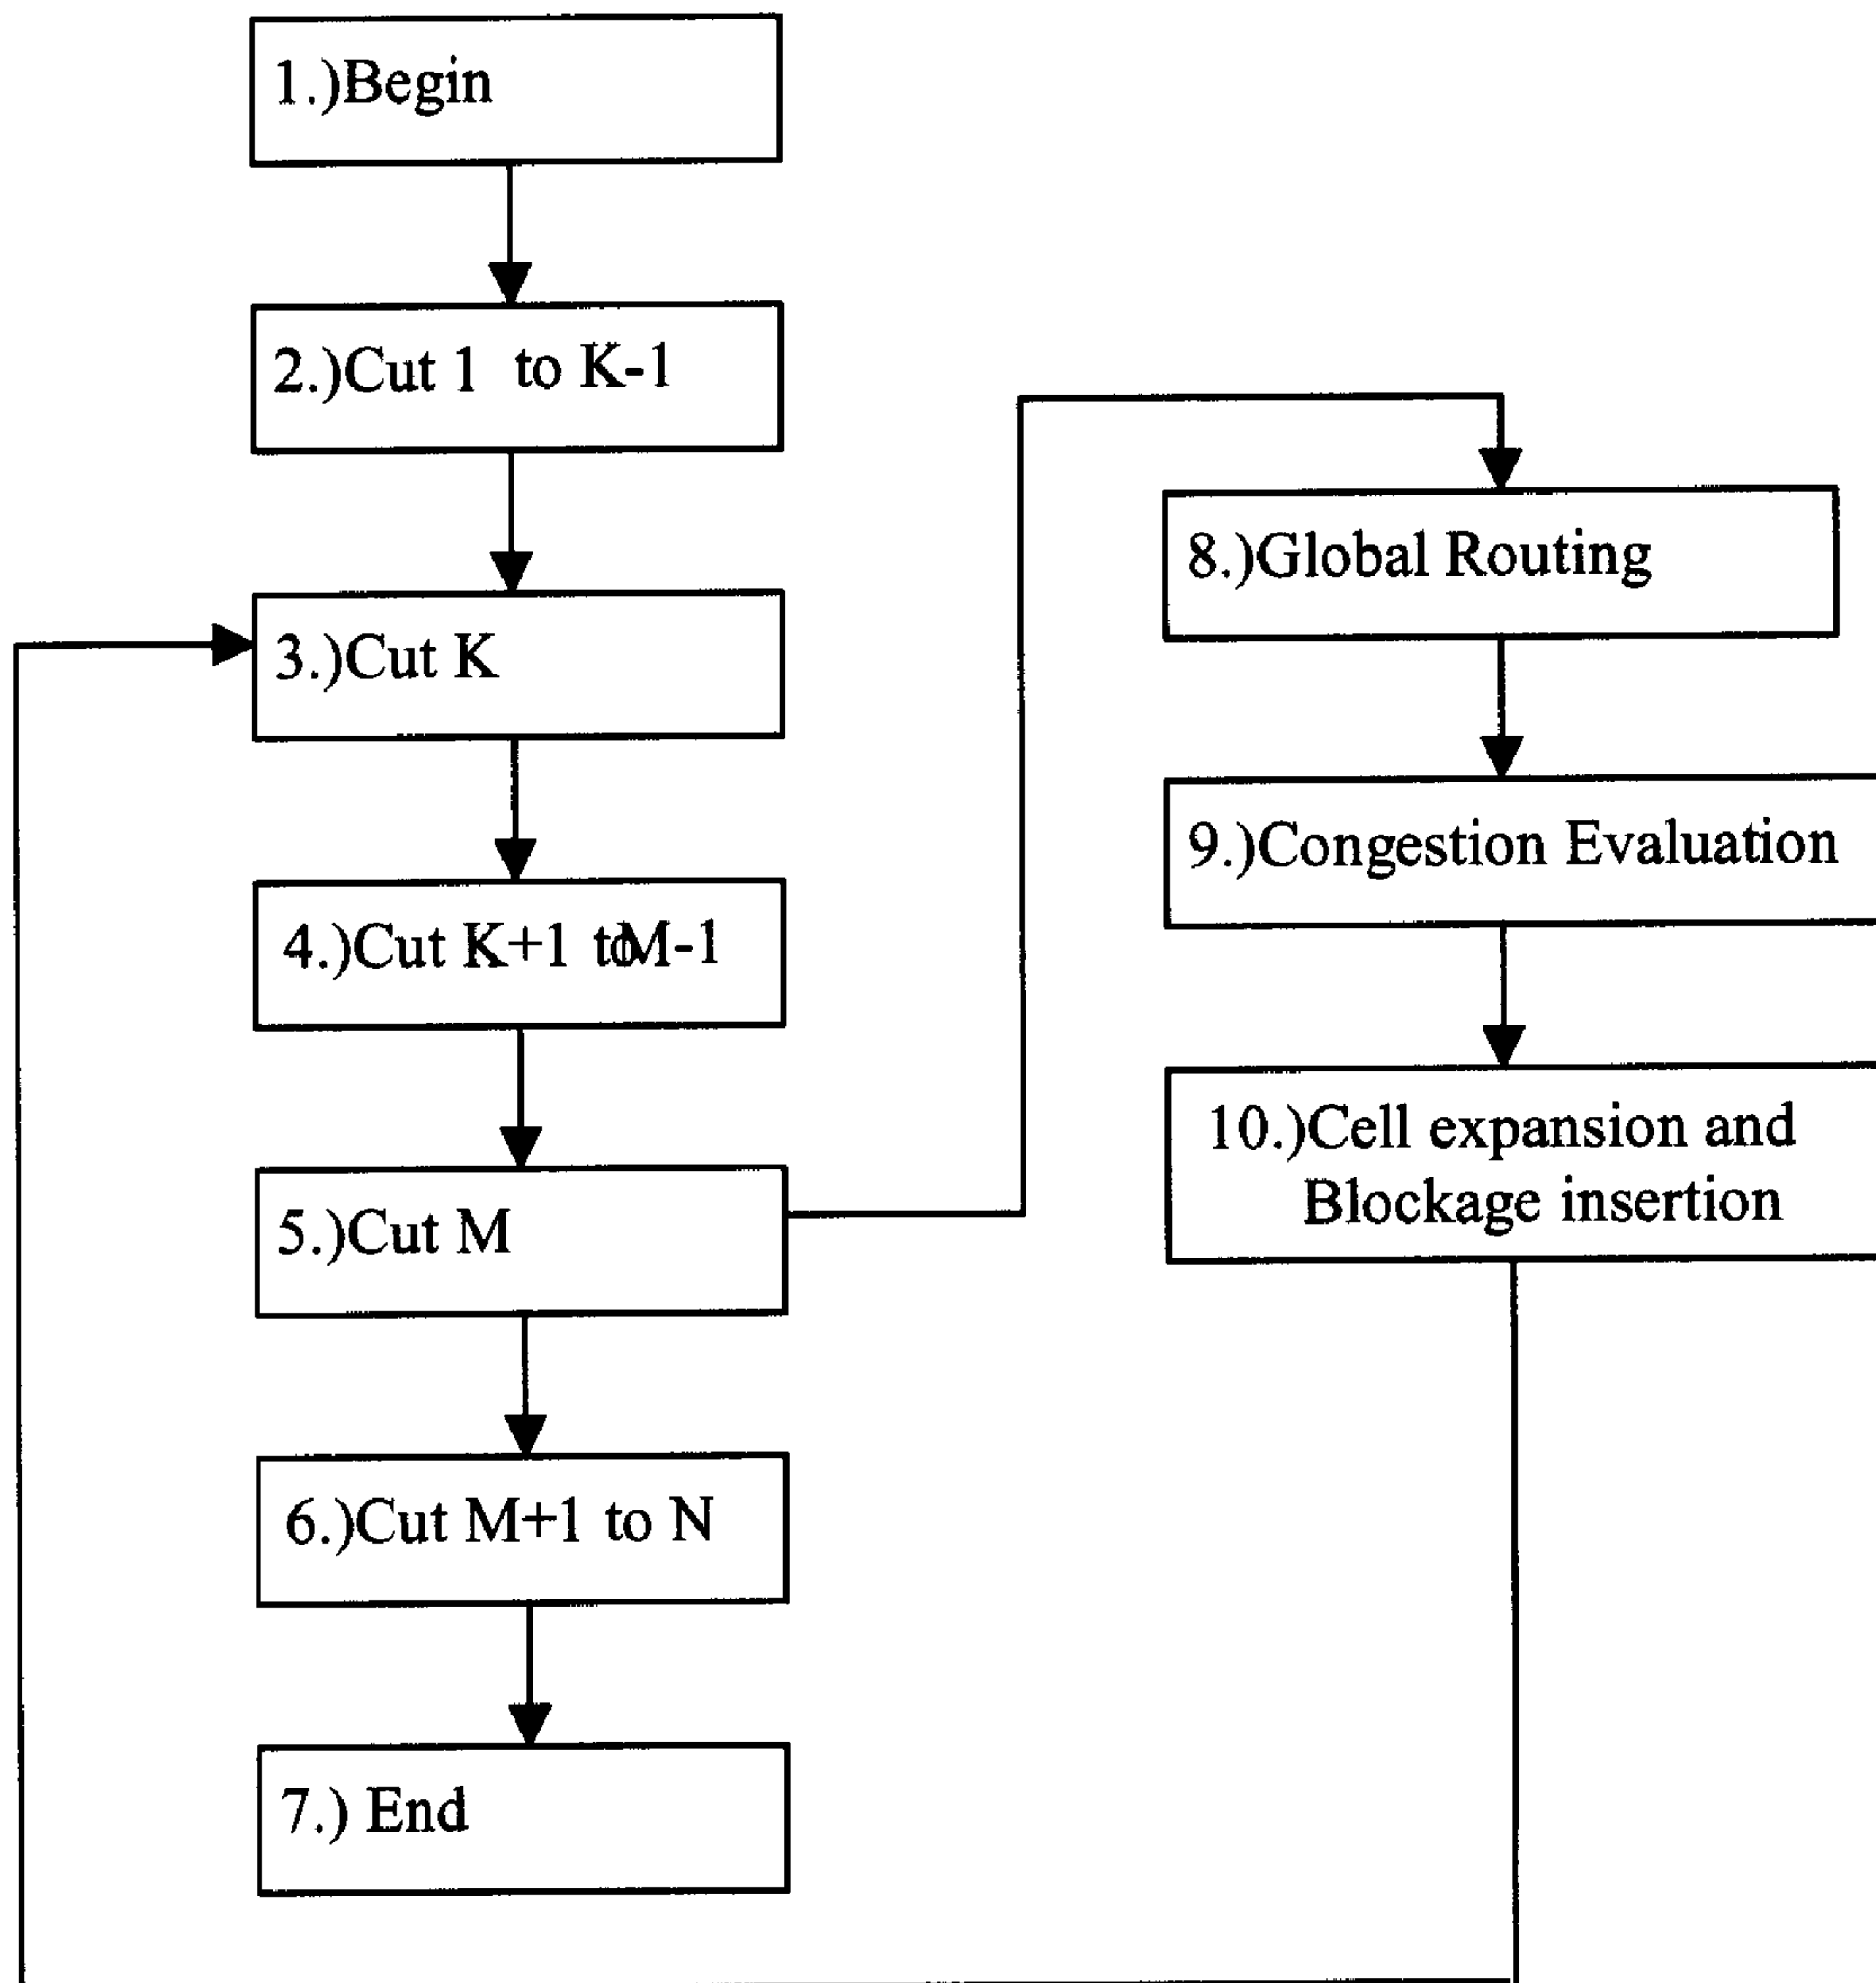 1.)Begin
2.)Cut 1 to K-1
3.)Cut K
4.)Cut K+1 toM-1
5.)Cut M
6.)Cut M+1 to N
7.) End
8.)Global Routing
9.)Congestion Evaluation
10.)Cell expansion and
Blockage insertion